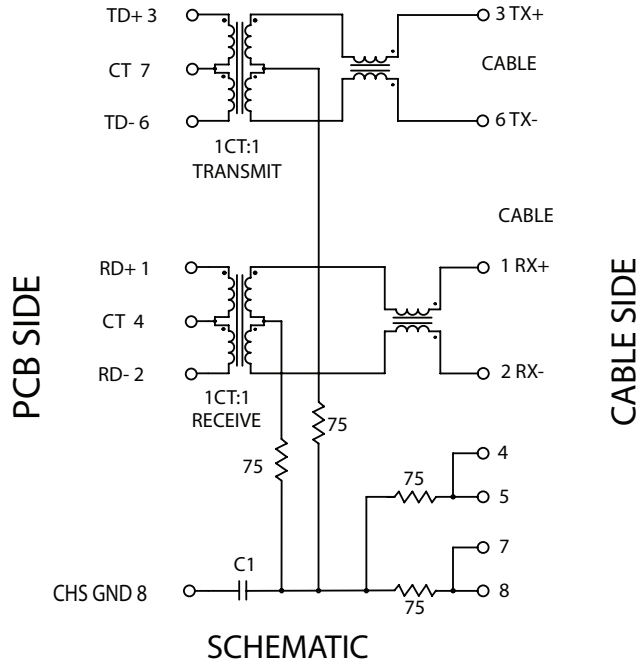 TD+ 3
3 TX+
CT 7
CABLE
TD- 6
6 TX-
1CT:1
TRANSMIT
CABLE
RD+ 1
1 RX+
PCB SIDE
CT 4
CABLE SIDE
RD- 2
2 RX-
1CT:1
RECEIVE
75
75
4
75
5
7
C1
CHS GND 8
8
75
SCHEMATIC